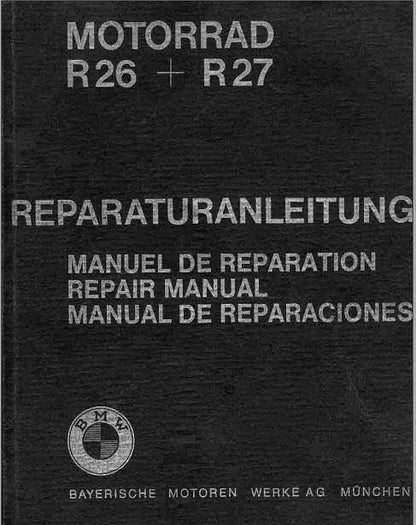 MOTORRAD
R26 + R27
REPARATURANLEITUNG
MANUEL DE REPARATION
REPAIR MANUAL
MANUAL DE REPARACIONES
BMW
BAYERISCHE MOTOREN WERKE AG MÜNCHEN